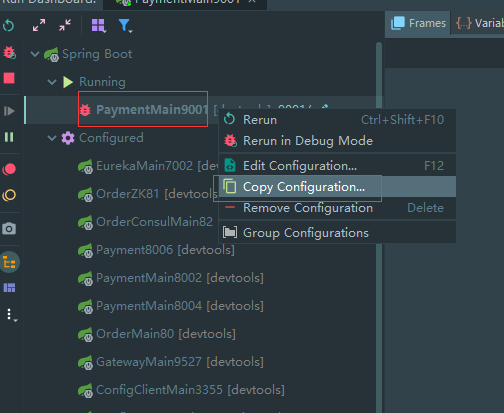 Run Dashboard: PaymentMain9001
Frames Variab
Spring Boot
Running
PaymentMain9001 [devtools] :9001/
Rerun Ctrl+Shift+F10
Configured
Rerun in Debug Mode
EurekaMain7002 [devtools]
Edit Configuration... F12
OrderZK81 [devtools]
Copy Configuration...
OrderConsulMain82
Remove Configuration Delete
Payment8006 [devtools]
Group Configurations
PaymentMain8002 [devtools]
PaymentMain8004 [devtools]
OrderMain80 [devtools]
GatewayMain9527 [devtools]
ConfigClientMain3355 [devtools]